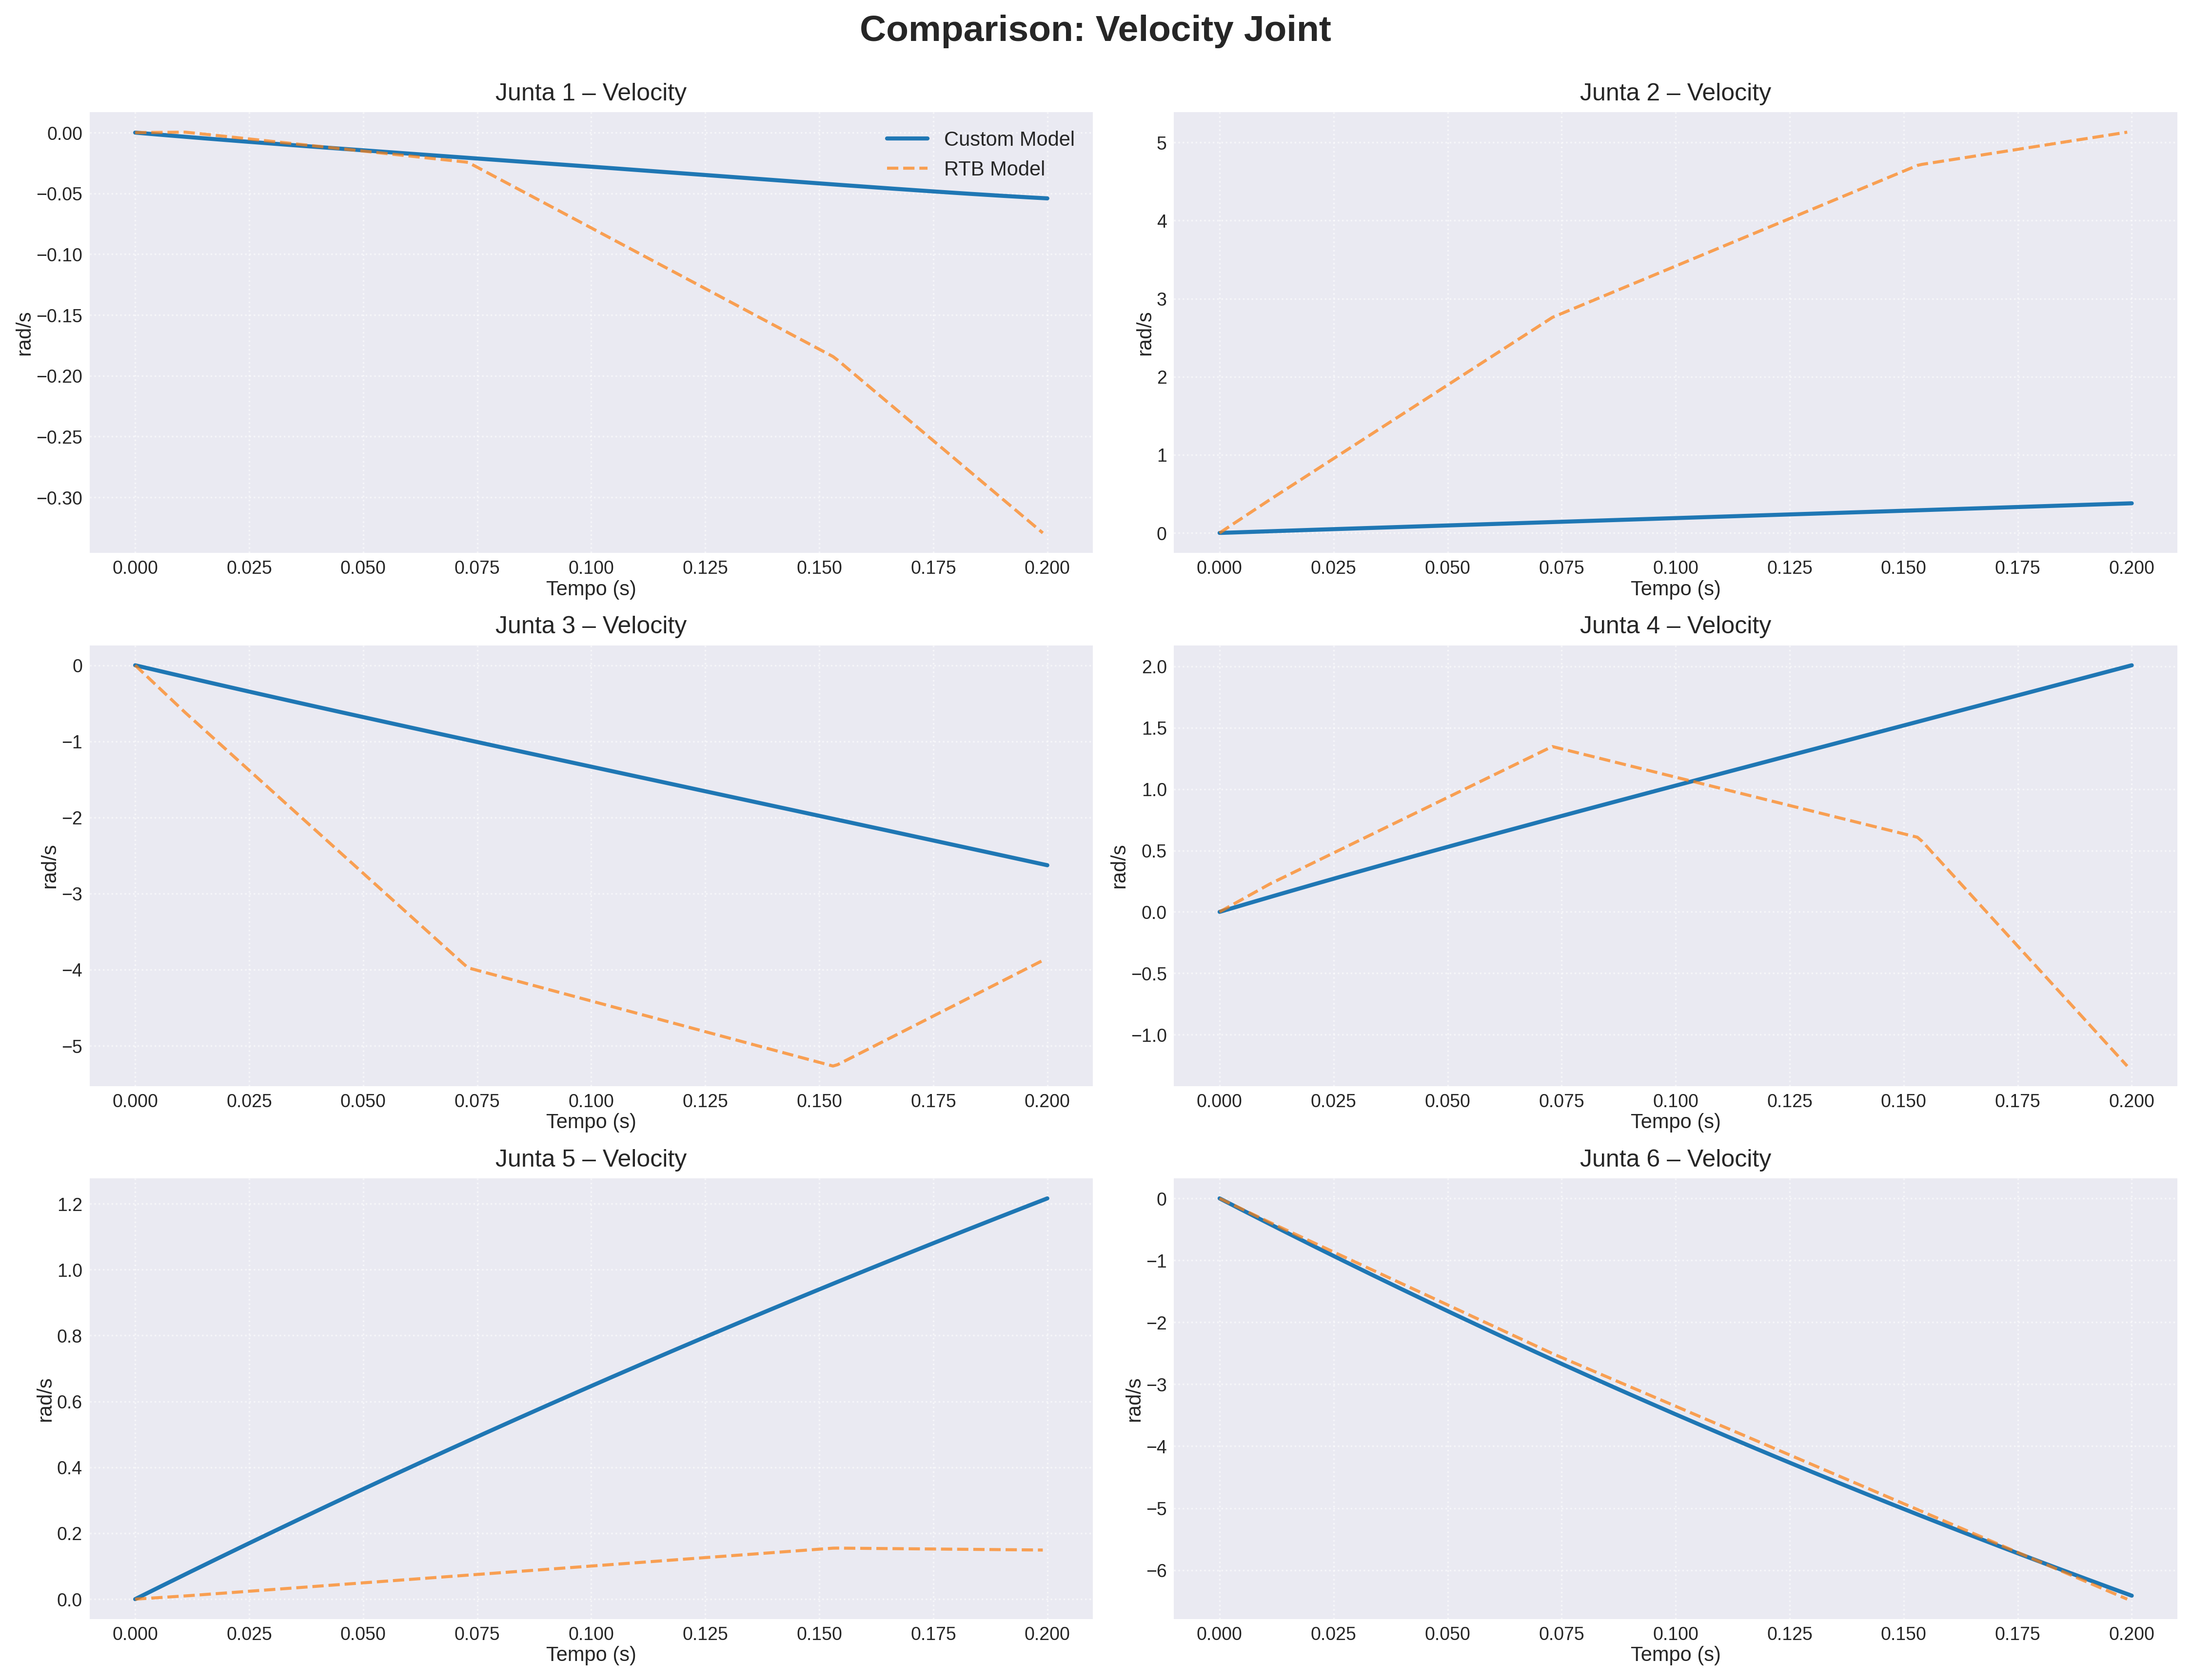 Comparison: Velocity Joint
Junta 1 – Velocity
Custom Model
RTB Model
0.00
−0.05
−0.10
−0.15
−0.20
−0.25
−0.30
rad/s
0.000 0.025 0.050 0.075 0.100 0.125 0.150 0.175 0.200
Tempo (s)
Junta 2 – Velocity
5
4
3
2
1
0
rad/s
0.000 0.025 0.050 0.075 0.100 0.125 0.150 0.175 0.200
Tempo (s)
Junta 3 – Velocity
0
−1
−2
−3
−4
−5
rad/s
0.000 0.025 0.050 0.075 0.100 0.125 0.150 0.175 0.200
Tempo (s)
Junta 4 – Velocity
2.0
1.5
1.0
0.5
0.0
−0.5
−1.0
rad/s
0.000 0.025 0.050 0.075 0.100 0.125 0.150 0.175 0.200
Tempo (s)
Junta 5 – Velocity
1.2
1.0
0.8
0.6
0.4
0.2
0.0
rad/s
0.000 0.025 0.050 0.075 0.100 0.125 0.150 0.175 0.200
Tempo (s)
Junta 6 – Velocity
0
−1
−2
−3
−4
−5
−6
rad/s
0.000 0.025 0.050 0.075 0.100 0.125 0.150 0.175 0.200
Tempo (s)